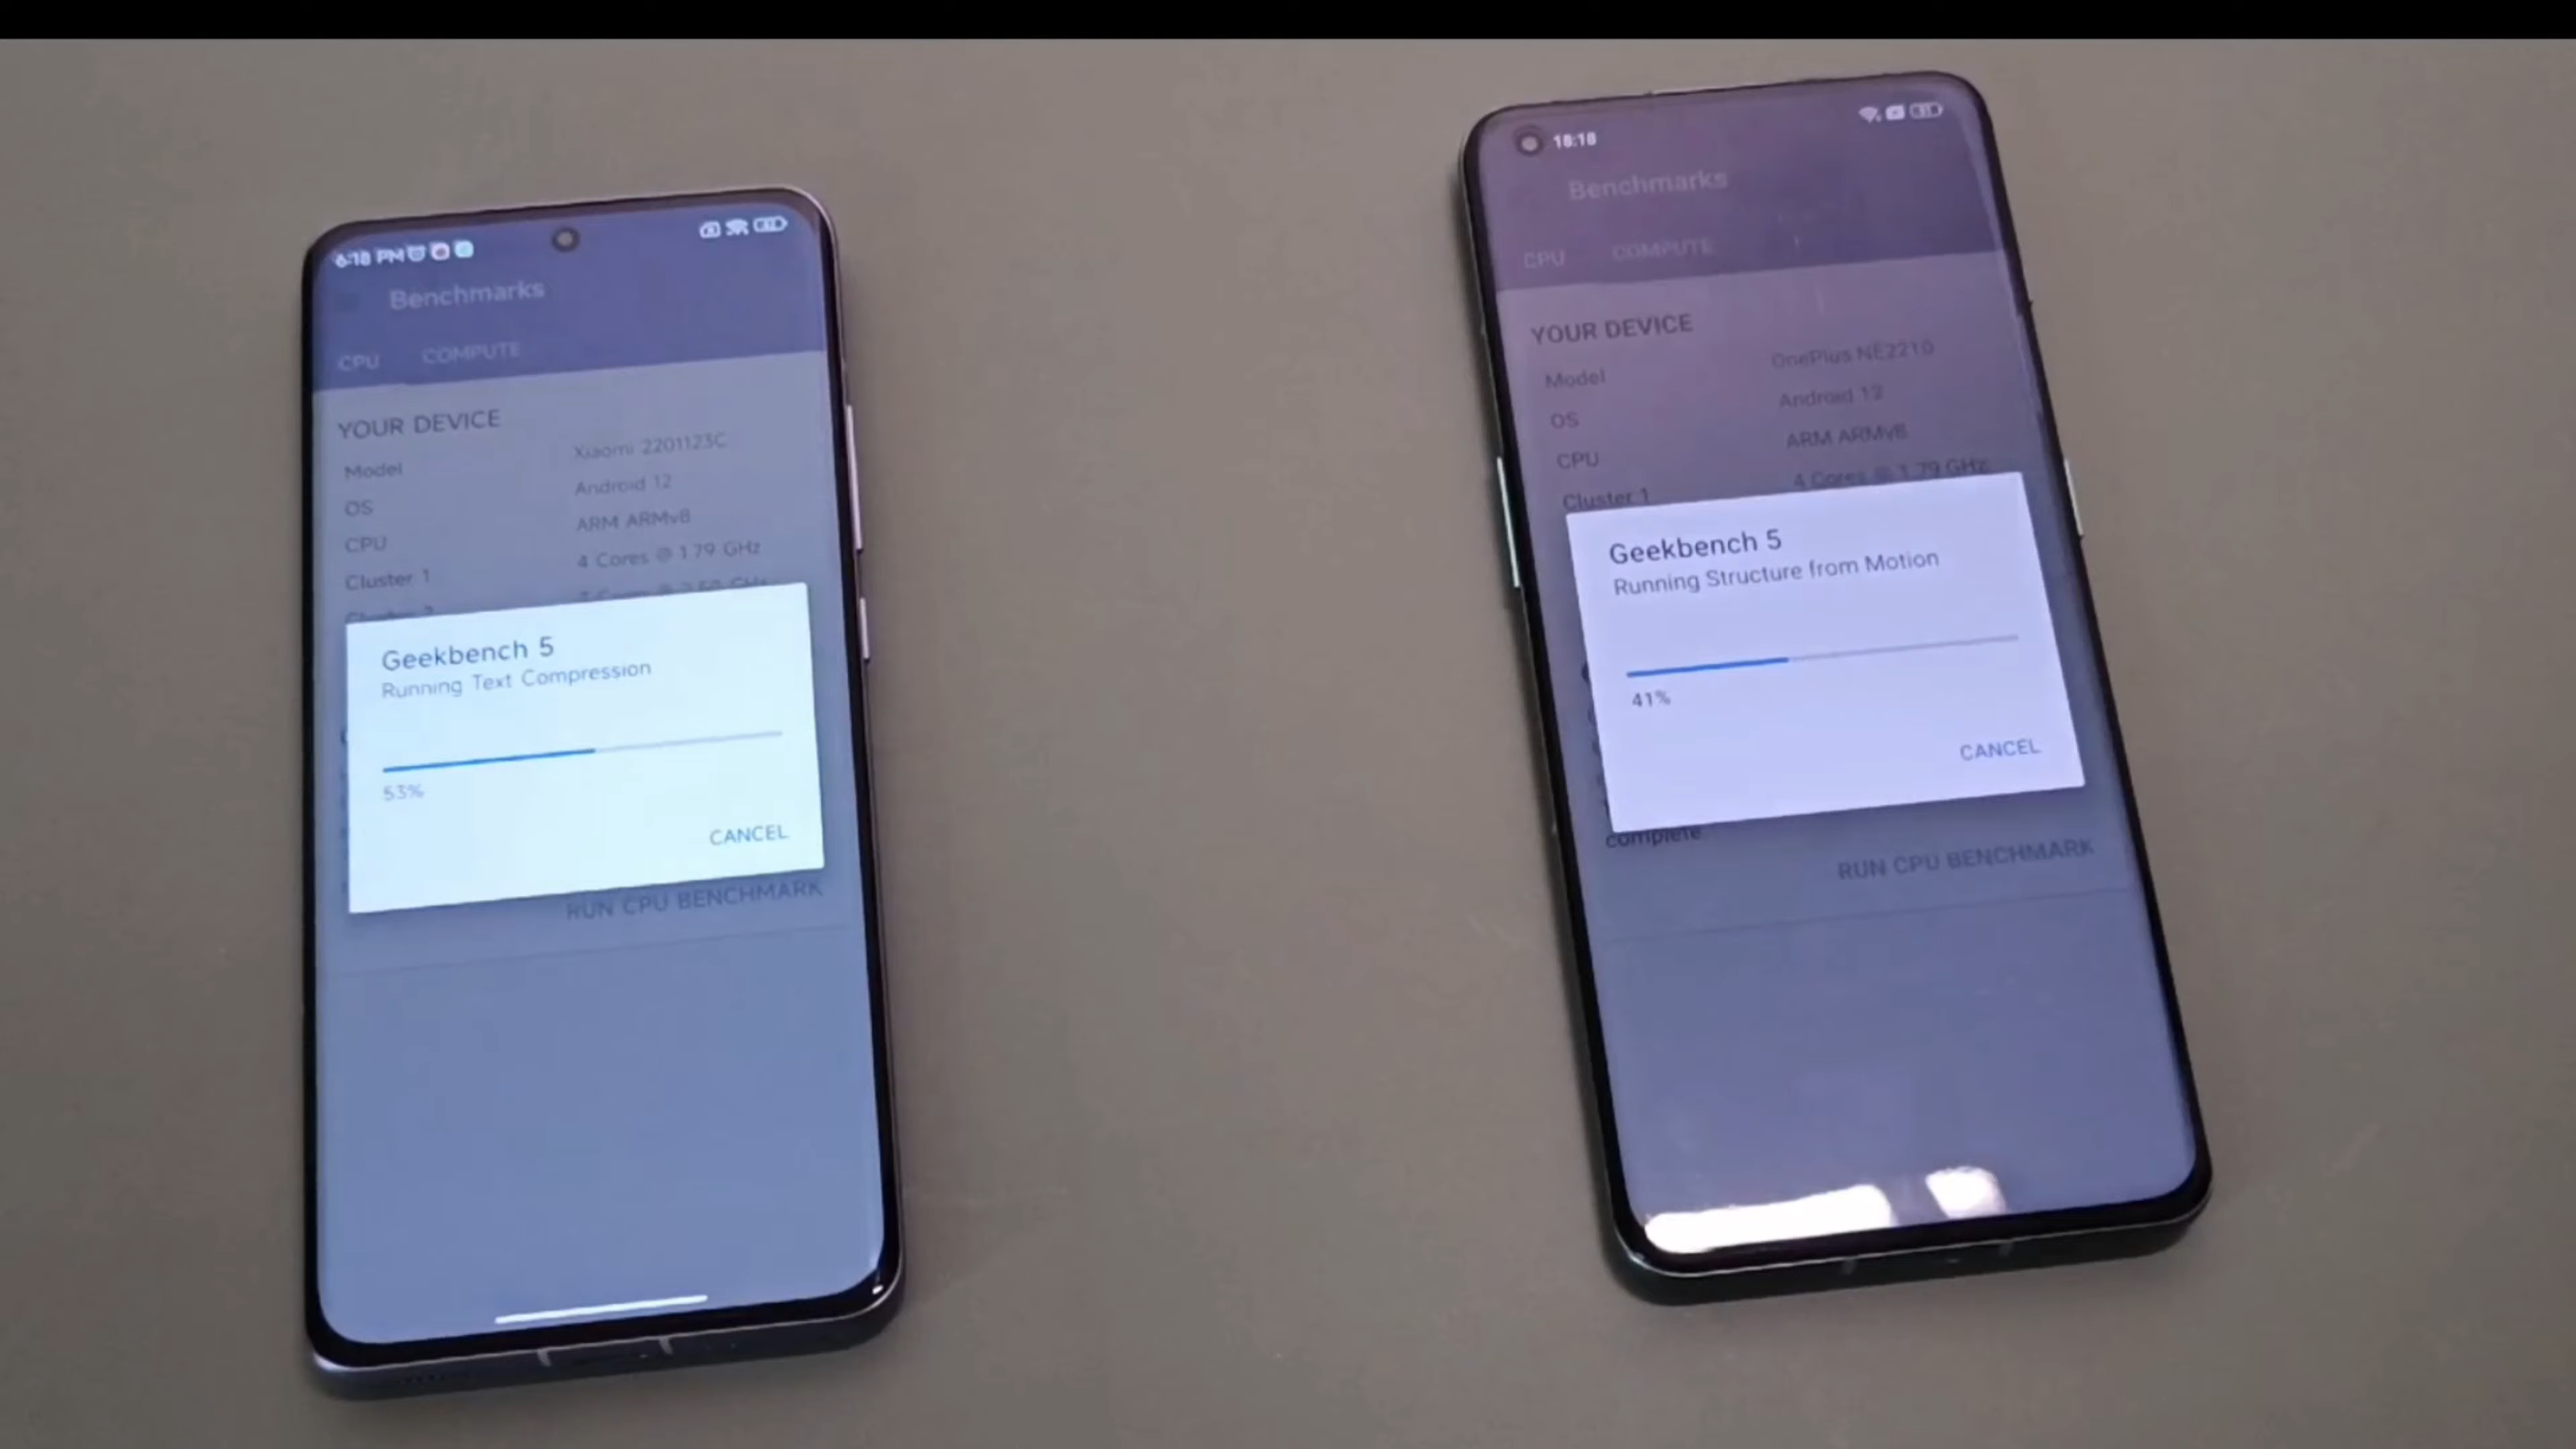 6:18 PM
Benchmarks
CPU COMPUTE
YOUR DEVICE
Model Xiaomi 2201123C
OS Android 12
CPU ARM ARMv8
Cluster 1 4 Cores @ 1.79 GHz
Cluster 2
Geekbench 5
Running Text Compression
53%
CANCEL
RUN CPU BENCHMARK
18:18
Benchmarks
CPU COMPUTE
YOUR DEVICE
Model OnePlus NE2210
OS Android 12
CPU ARM ARMv8
Cluster 1 4 Cores @ 1.79 GHz
Geekbench 5
Running Structure from Motion
41%
CANCEL
complete
RUN CPU BENCHMARK